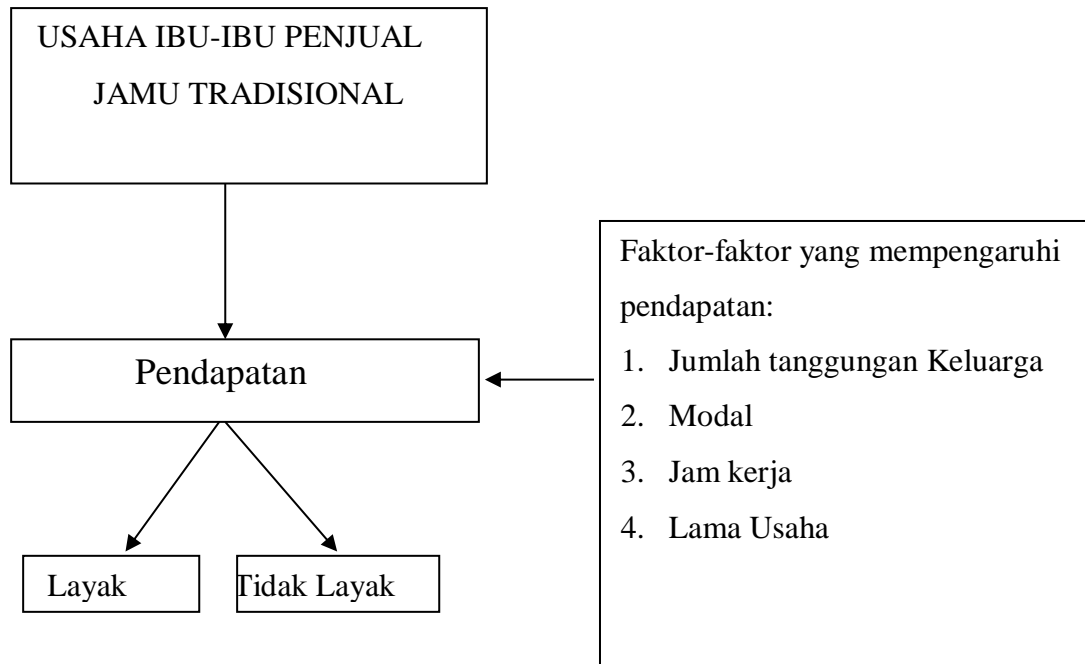 USAHA IBU-IBU PENJUAL
JAMU TRADISIONAL
Faktor-faktor yang mempengaruhi
pendapatan:
1. Jumlah tanggungan Keluarga
2. Modal
3. Jam kerja
4. Lama Usaha
Pendapatan
Layak
Tidak Layak